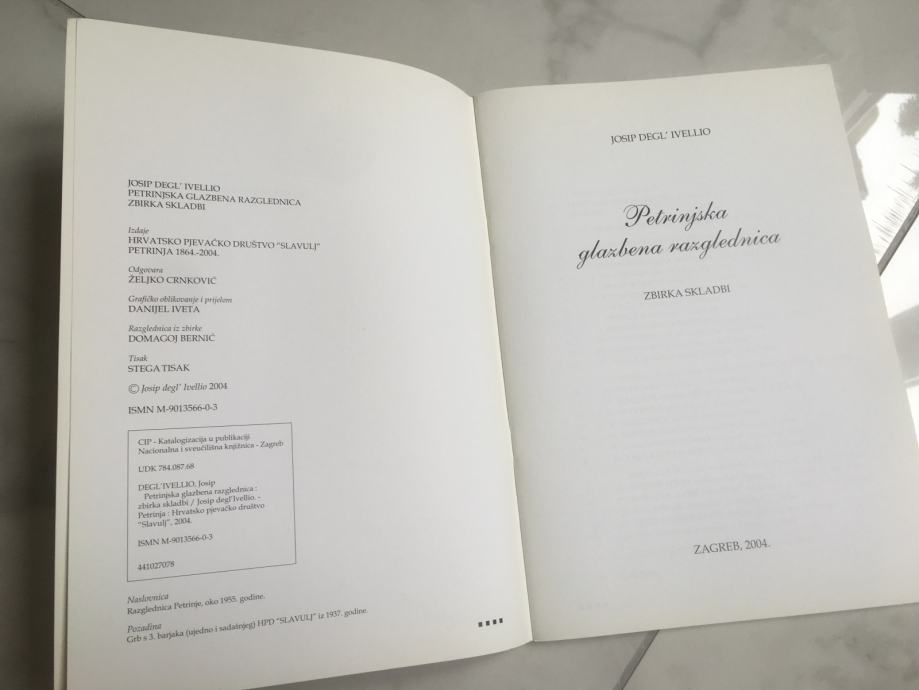 JOSIP DEGL' IVELLIO
PETRINJSKA GLAZBENA RAZGLEDNICA
ZBIRKA SKLADBI
Izdaje
HRVATSKO PJEVAČKO DRUŠTVO "SLAVULJ"
PETRINJA 1864.-2004.
Odgovara
ŽELJKO CRNKOVIĆ
Grafičko oblikovanje i prijelom
DANIJEL IVETA
Razglednica iz zbirke
DOMAGOJ BERNIĆ
Tisak
STEGA TISAK
© Josip degl' Ivellio 2004
ISMN M-9013566-0-3
CIP - Katalogizacija u publikaciji
Nacionalna i sveučilišna knjižnica - Zagreb
UDK 784.087.68
DEGL'IVELLIO, Josip
Petrinjska glazbena razglednica :
zbirka skladbi / Josip degl'Ivellio. -
Petrinja : Hrvatsko pjevačko društvo
"Slavulj", 2004.
ISMN M-9013566-0-3
441027078
Naslovnica
Razglednica Petrinje, oko 1955. godine.
Pozadina
Grb s 3. barjaka (ujedno i sadašnjeg) HPD "SLAVULJ" iz 1937. godine.
JOSIP DEGL' IVELLIO
Petrinjska
glazbena razglednica
ZBIRKA SKLADBI
ZAGREB, 2004.